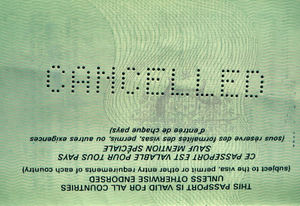 CANCELLED
THIS PASSPORT IS VALID FOR ALL COUNTRIES
UNLESS OTHERWISE ENDORSED
(subject to the visa, permit or other entry requirements of each country)
CE PASSEPORT EST VALABLE POUR TOUS PAYS
SAUF MENTION SPÉCIALE
(sous réserve des formalités des visas, permis ou autres exigences
d'entrée de chaque pays)